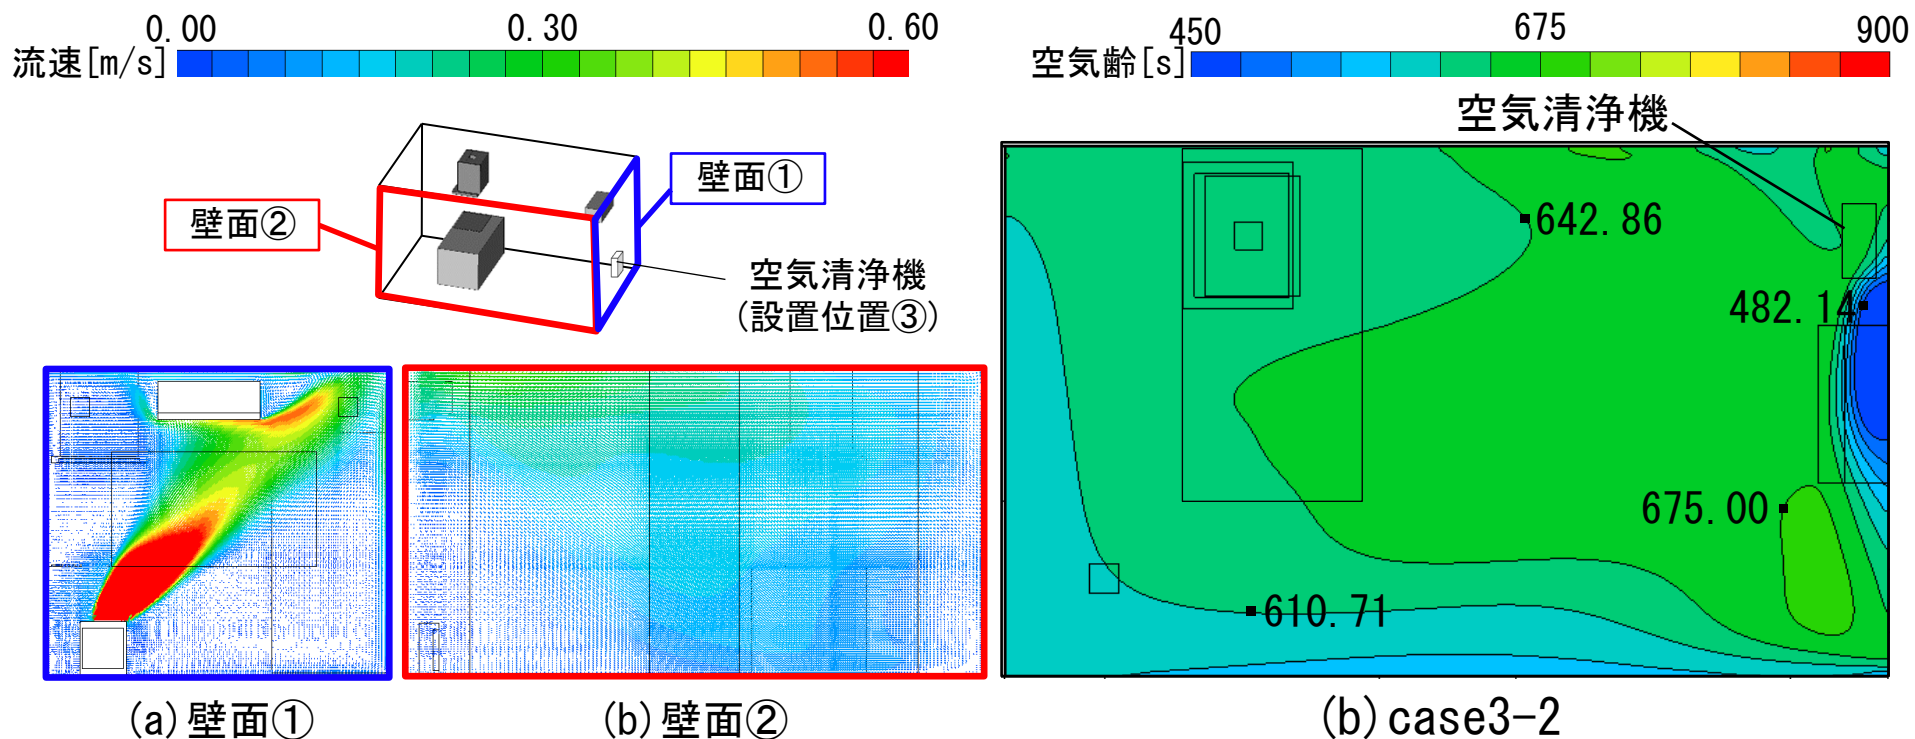 0.00 0.30 0.60
流速[m/s]
450 675 900
空気齢[s]
空気清浄機
壁面①
壁面②
空気清浄機
(設置位置③)
642.86
482.14
675.00
610.71
(a)壁面①
(b)壁面②
(b)case3-2